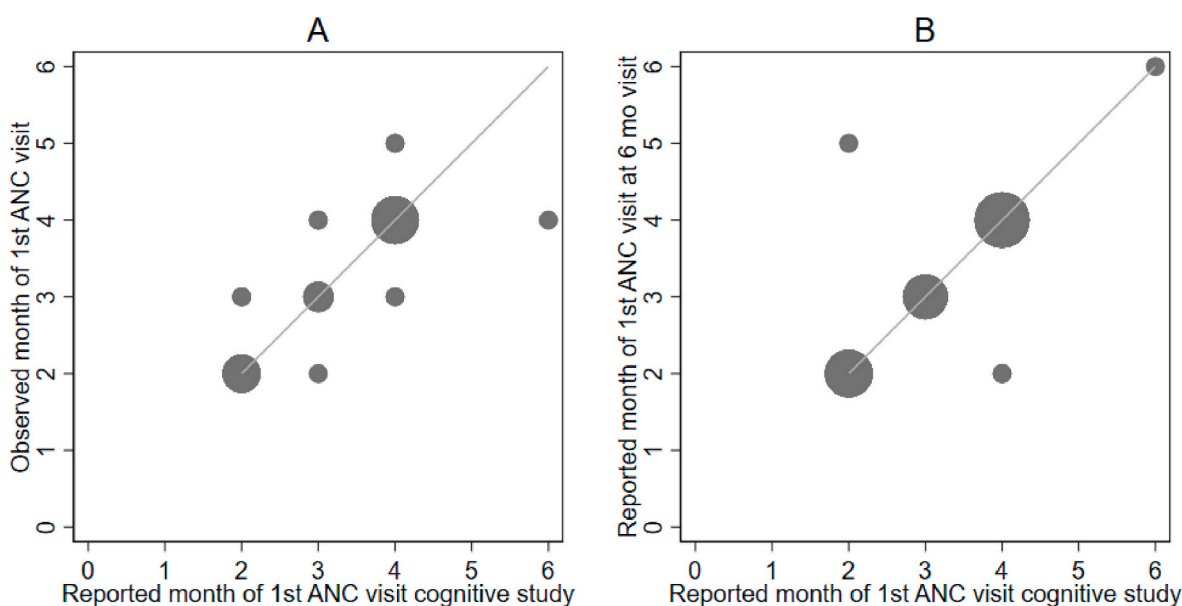 A
Observed month of 1st ANC visit
6
5
4
3
2
1
0
0 1 2 3 4 5 6
Reported month of 1st ANC visit cognitive study
B
Reported month of 1st ANC visit at 6 mo visit
6
5
4
3
2
1
0
0 1 2 3 4 5 6
Reported month of 1st ANC visit cognitive study